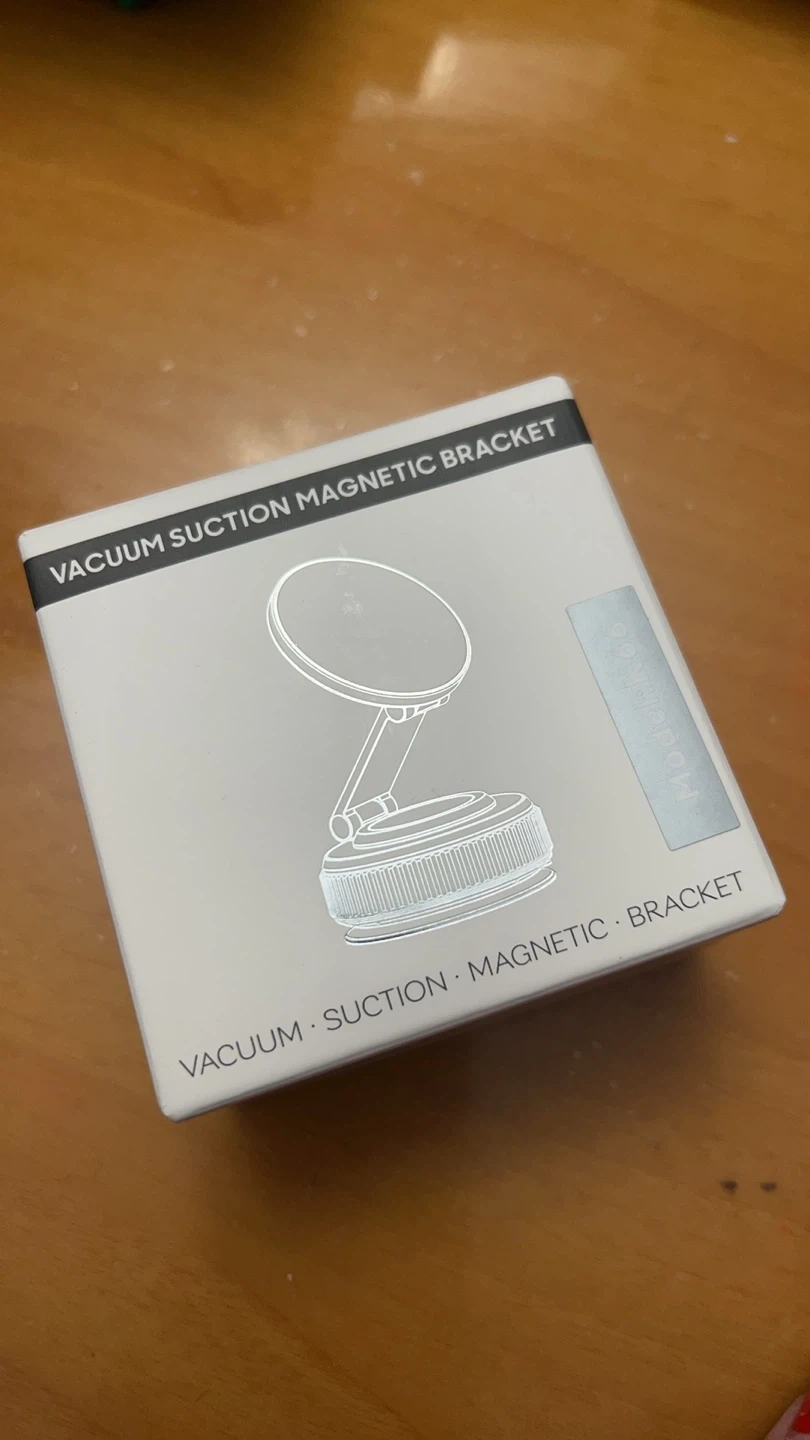 VACUUM SUCTION MAGNETIC BRACKET
VACUUM · SUCTION · MAGNETIC · BRACKET